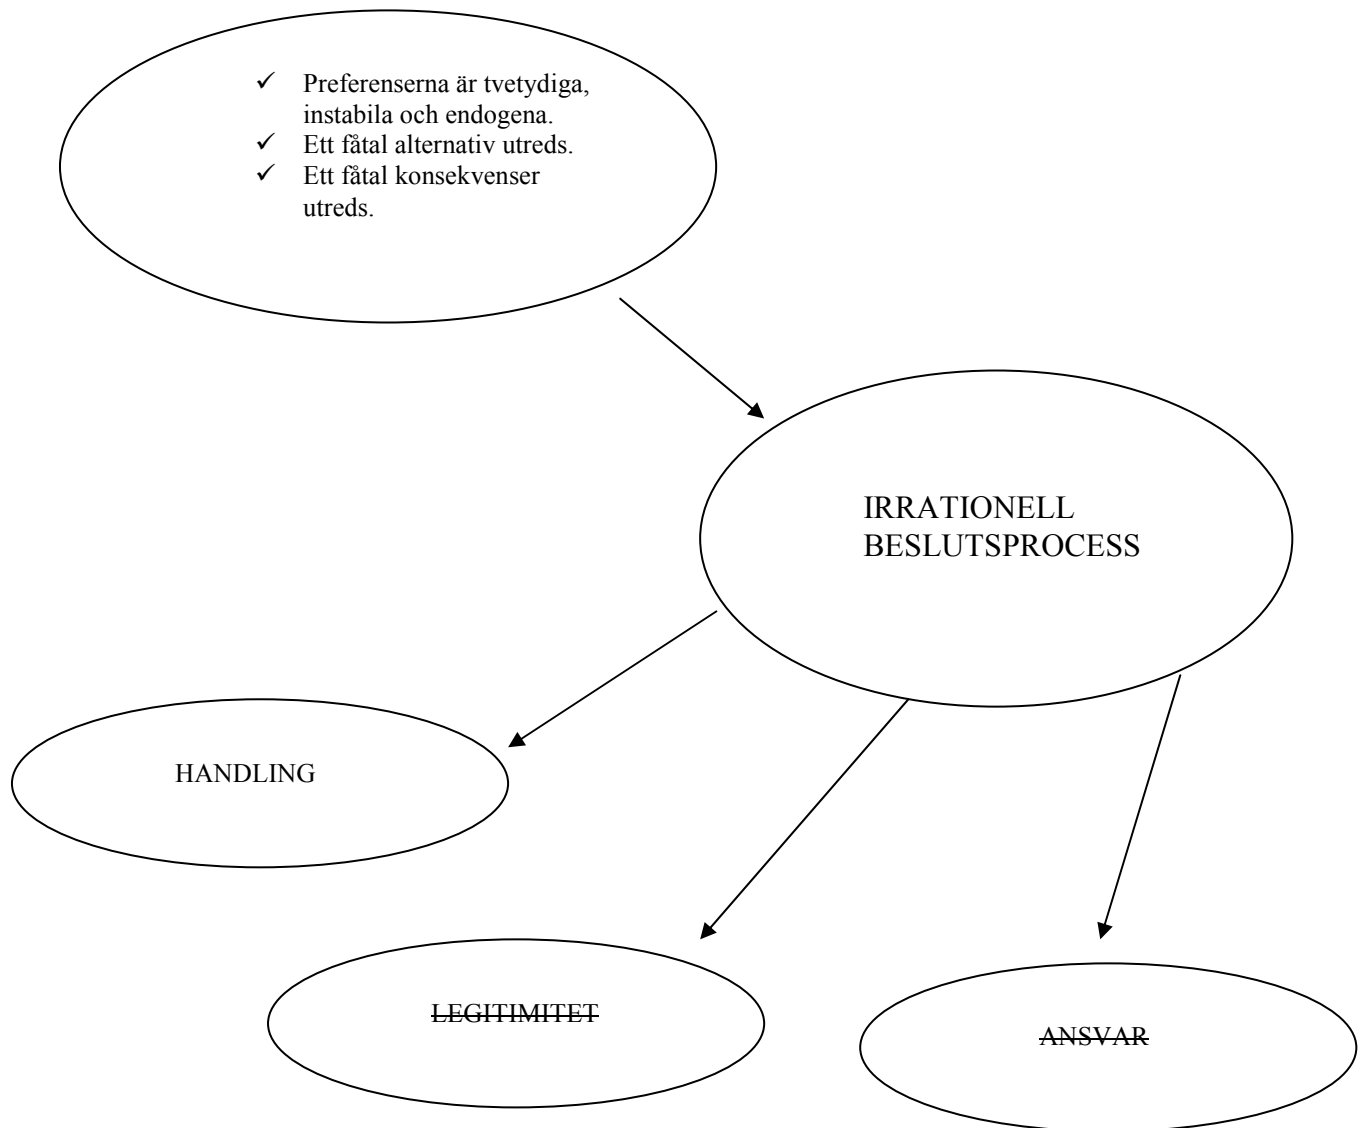 ✓ Preferenserna är tvetydiga,
instabila och endogena.
✓ Ett fåtal alternativ utreds.
✓ Ett fåtal konsekvenser
utreds.
IRRATIONELL
BESLUTSPROCESS
HANDLING
LEGITIMITET
ANSVAR